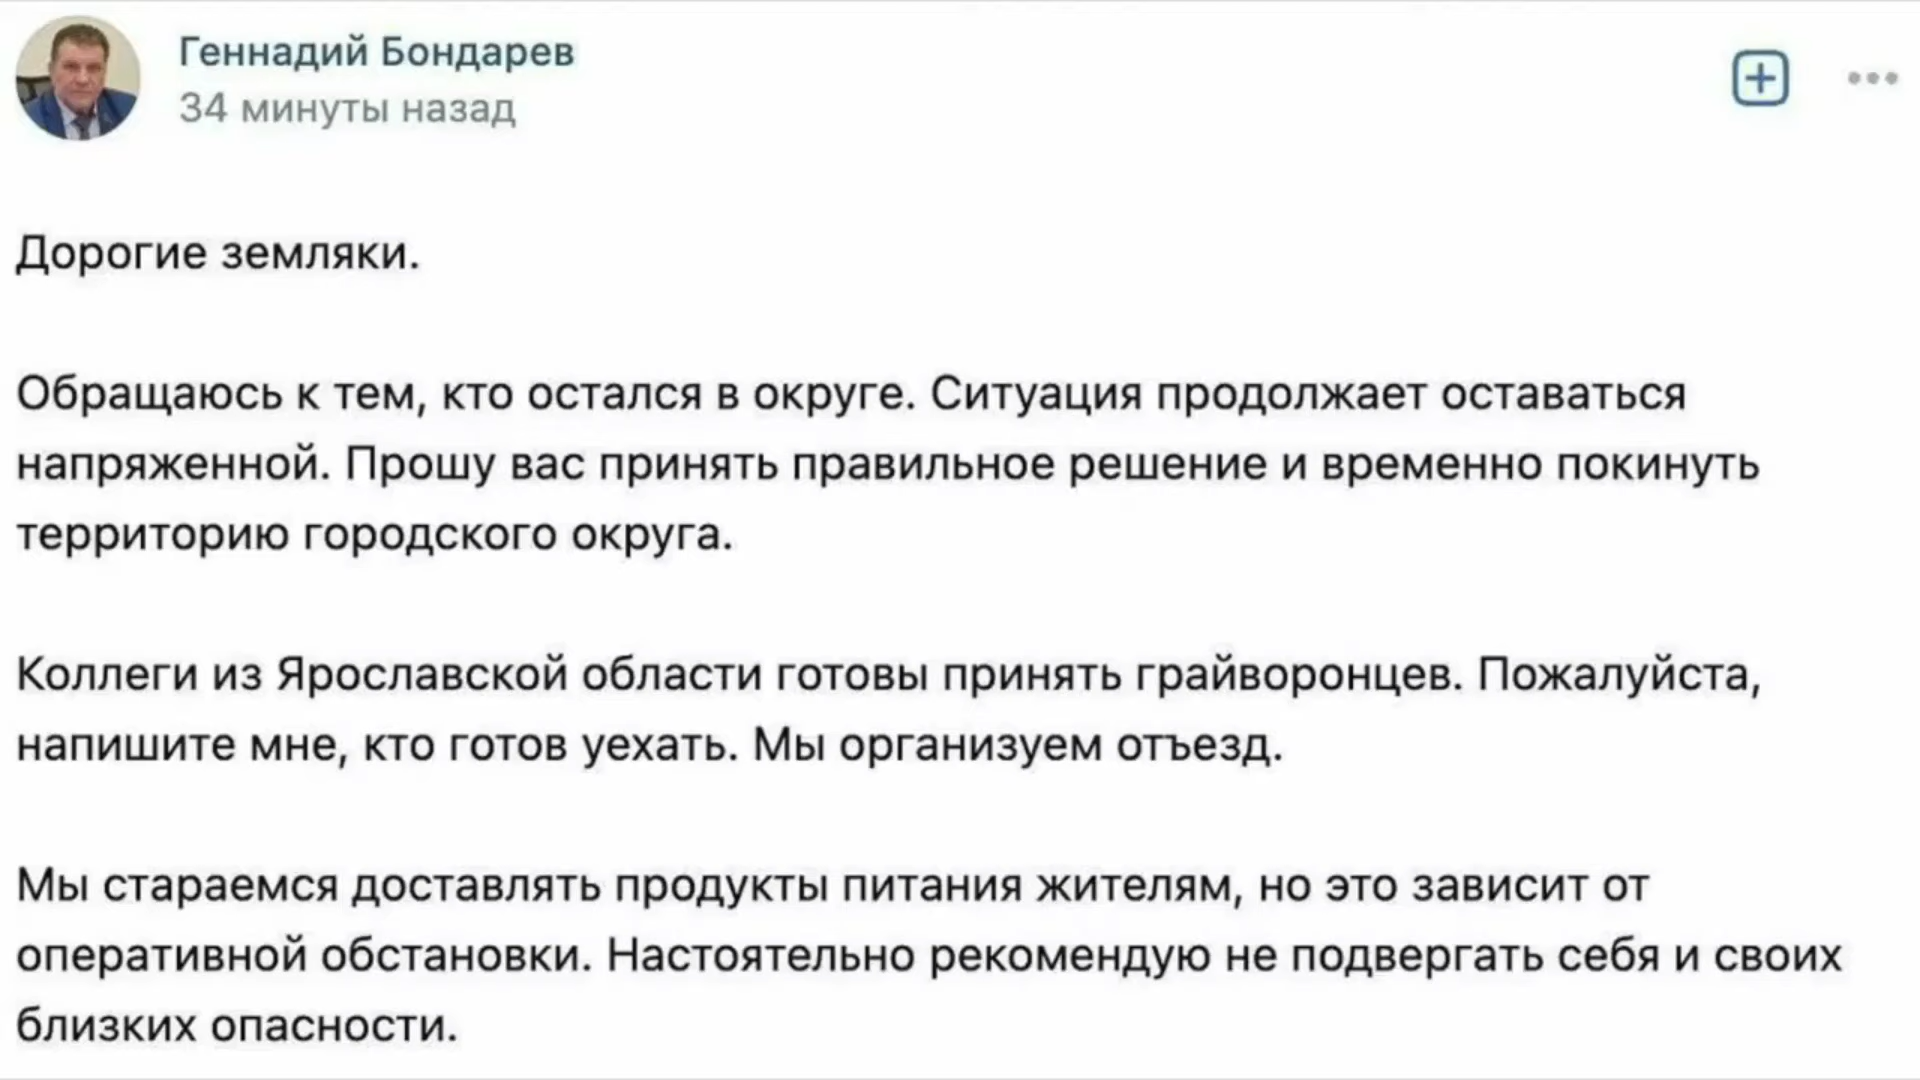 Геннадий Бондарев
34 минуты назад
Дорогие земляки.
Обращаюсь к тем, кто остался в округе. Ситуация продолжает оставаться
напряженной. Прошу вас принять правильное решение и временно покинуть
территорию городского округа.
Коллеги из Ярославской области готовы принять грайворонцев. Пожалуйста,
напишите мне, кто готов уехать. Мы организуем отъезд.
Мы стараемся доставлять продукты питания жителям, но это зависит от
оперативной обстановки. Настоятельно рекомендую не подвергать себя и своих
близких опасности.